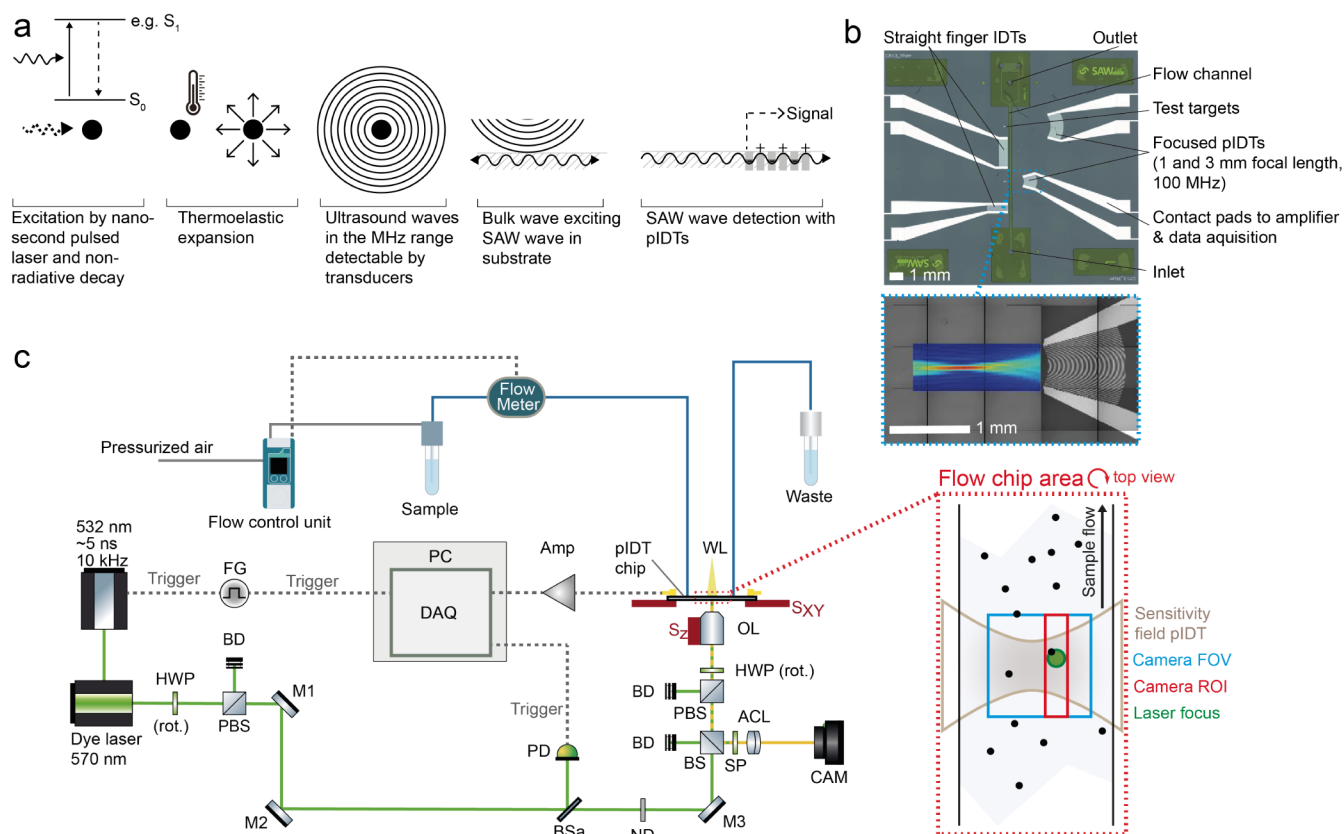 a
e.g. S1
S0
Signal
+ + +
Excitation by nano-
second pulsed
laser and non-
radiative decay
Thermoelastic
expansion
Ultrasound waves
in the MHz range
detectable by
transducers
Bulk wave exciting
SAW wave in
substrate
SAW wave detection with
pIDTs
b
Straight finger IDTs
Outlet
Flow channel
Test targets
Focused pIDTs
(1 and 3 mm focal length,
100 MHz)
Contact pads to amplifier
& data aquisition
Inlet
SAW
SAW
SAW
1 mm
1 mm
c
Flow
Meter
Pressurized air
Flow control unit
Sample
Waste
532 nm
~5 ns
10 kHz
Trigger
FG
Trigger
PC
DAQ
Amp
pIDT
chip
WL
SXY
SZ
OL
HWP (rot.)
BD
PBS
ACL
BD
BS
SP
CAM
Trigger
PD
BD
HWP
(rot.)
PBS
M1
Dye laser
570 nm
M2
BSa
ND
M3
Flow chip area
top view
Sample flow
Sensitivity
field pIDT
Camera FOV
Camera ROI
Laser focus